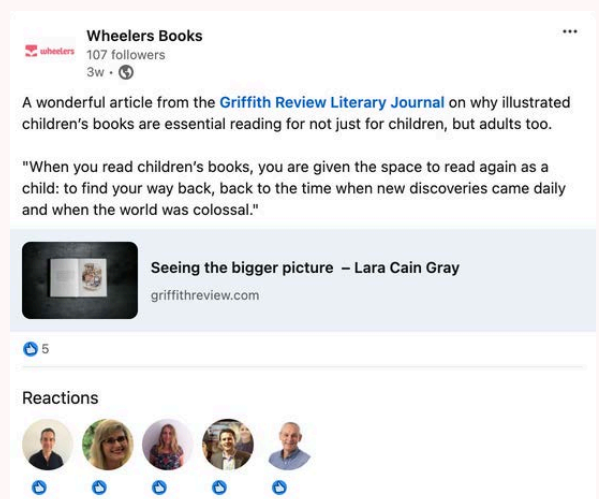 wheelers
Wheelers Books
107 followers
3w •
A wonderful article from the Griffith Review Literary Journal on why illustrated
children's books are essential reading for not just for children, but adults too.
"When you read children's books, you are given the space to read again as a
child: to find your way back, back to the time when new discoveries came daily
and when the world was colossal."
Seeing the bigger picture – Lara Cain Gray
griffithreview.com
5
Reactions